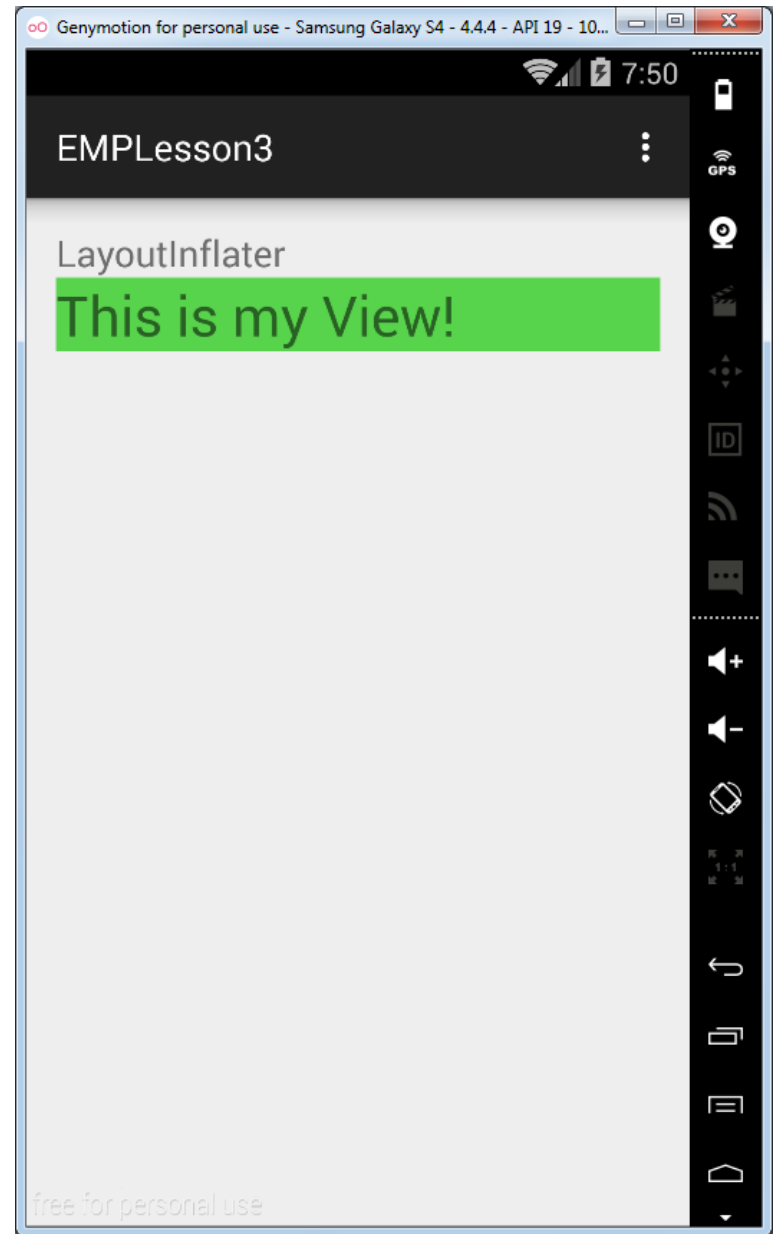 Genymotion for personal use - Samsung Galaxy S4 - 4.4.4 - API 19 - 10...
7:50
EMPLesson3
GPS
LayoutInflater
This is my View!
ID
1:1
free for personal use